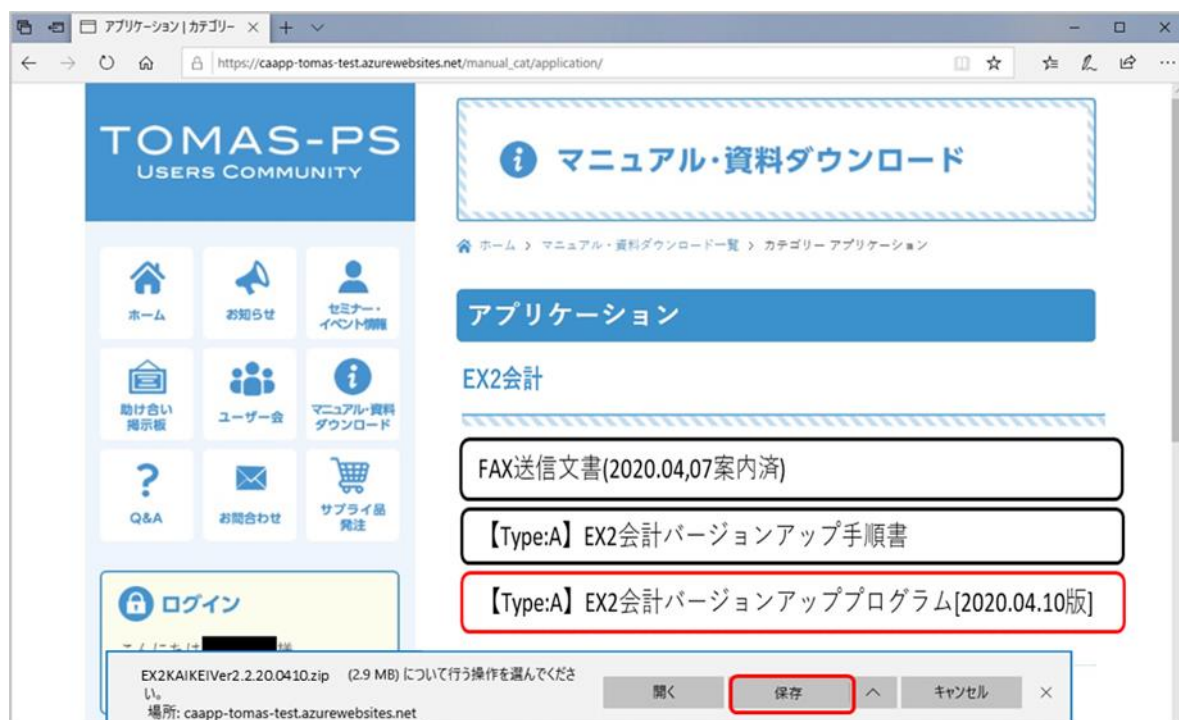 アプリケーション | カテゴリー
https://caapp-tomas-test.azurewebsites.net/manual_cat/application/
TOMAS-PS
USERS COMMUNITY
マニュアル・資料ダウンロード
ホーム > マニュアル・資料ダウンロード一覧 > カテゴリー アプリケーション
ホーム
お知らせ
セミナー・
イベント情報
助け合い
掲示板
ユーザー会
マニュアル・資料
ダウンロード
Q&A
お問合わせ
サプライ品
発注
アプリケーション
EX2会計
FAX送信文書(2020.04,07案内済)
【Type:A】EX2会計バージョンアップ手順書
【Type:A】EX2会計バージョンアッププログラム[2020.04.10版]
ログイン
こんにちは 様
EX2KAIKEIVer2.2.20.0410.zip (2.9 MB) について行う操作を選んでくださ
い。
場所: caapp-tomas-test.azurewebsites.net
開く
保存
キャンセル